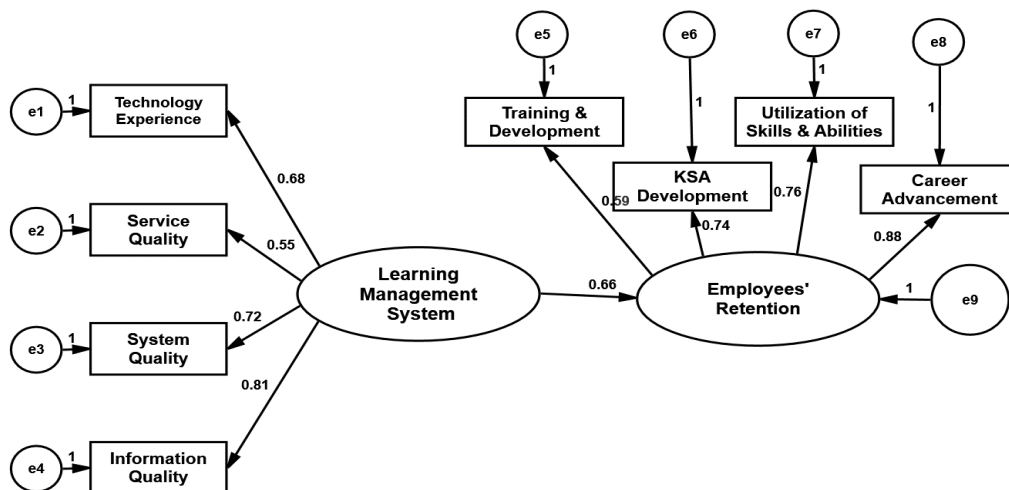 e5
e6
e7
e8
1
1
1
1
Training &
Development
Utilization of
Skills & Abilities
KSA
Development
Career
Advancement
0.59
0.74
0.76
0.88
e1
1
Technology
Experience
0.68
e2
1
Service
Quality
0.55
Learning
Management
System
0.66
Employees'
Retention
1
e9
e3
1
System
Quality
0.72
0.81
e4
1
Information
Quality